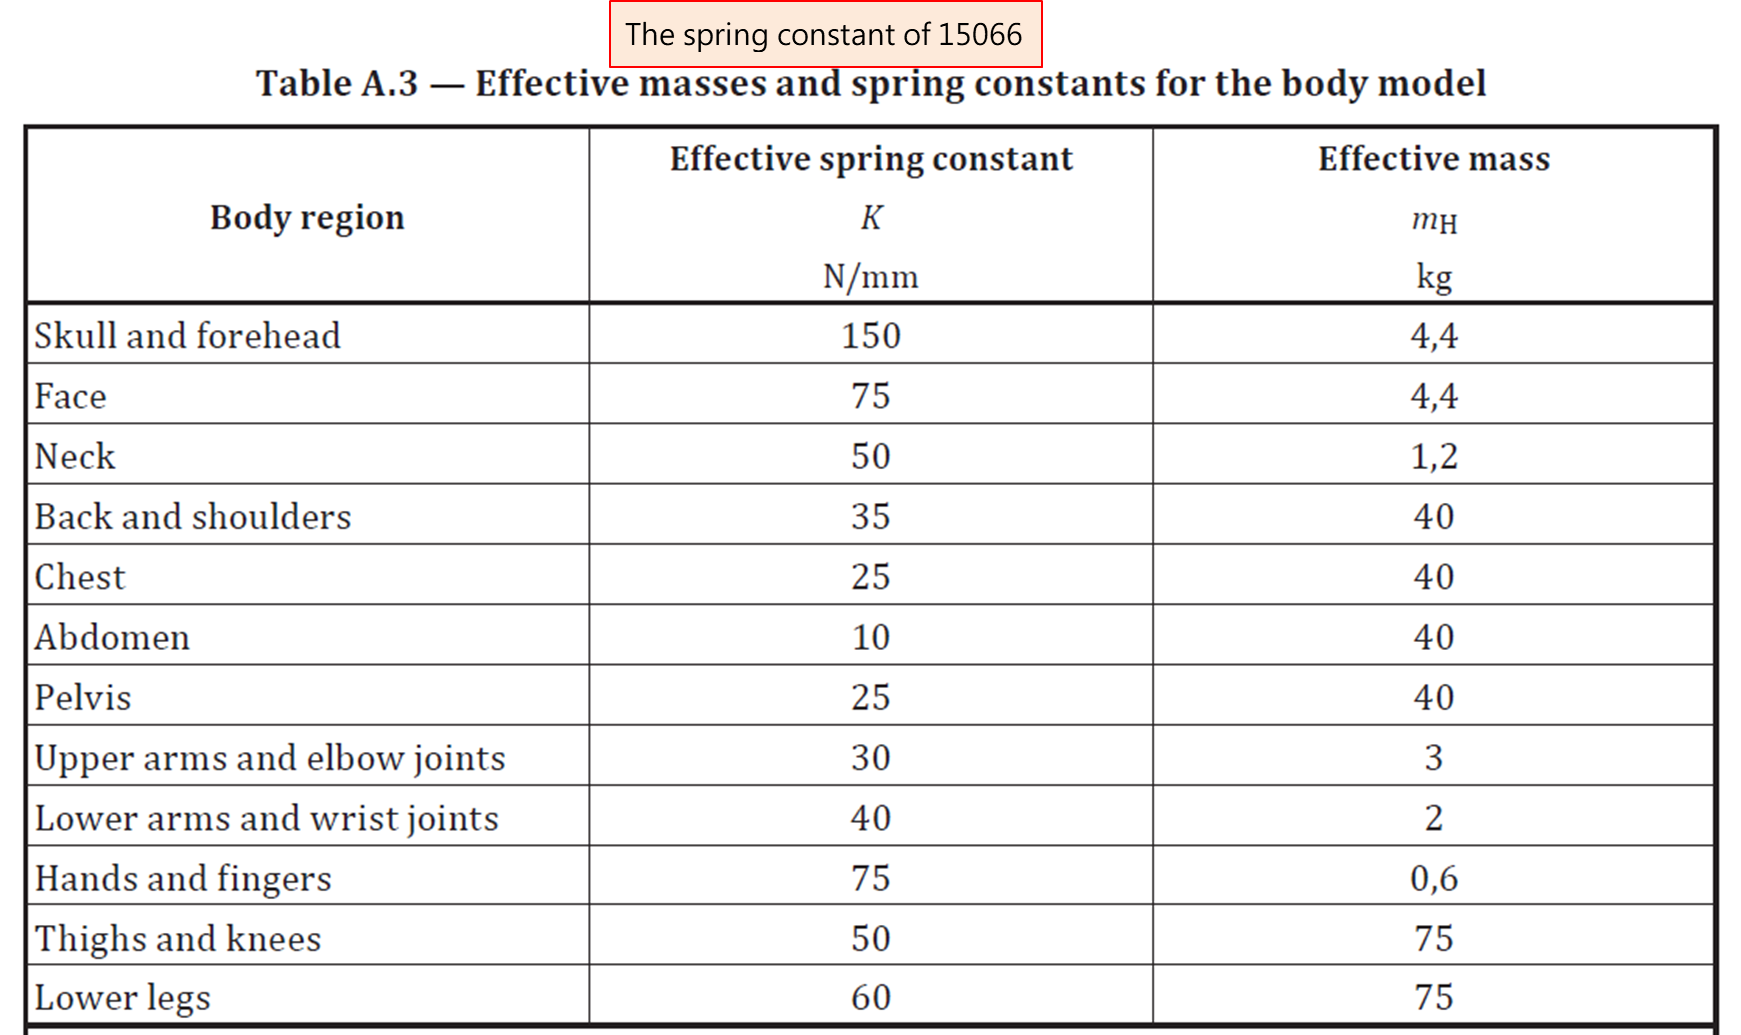 The spring constant of 15066
Table A.3 — Effective masses and spring constants for the body model
Body region
Effective spring constant
K
N/mm
Effective mass
mH
kg
Skull and forehead 150 4,4
Face 75 4,4
Neck 50 1,2
Back and shoulders 35 40
Chest 25 40
Abdomen 10 40
Pelvis 25 40
Upper arms and elbow joints 30 3
Lower arms and wrist joints 40 2
Hands and fingers 75 0,6
Thighs and knees 50 75
Lower legs 60 75